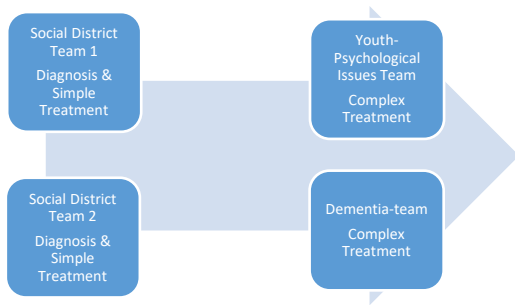 Social District
Team 1
Diagnosis &
Simple
Treatment
Youth-
Psychological
Issues Team
Complex
Treatment
Social District
Team 2
Diagnosis &
Simple
Treatment
Dementia-team
Complex
Treatment